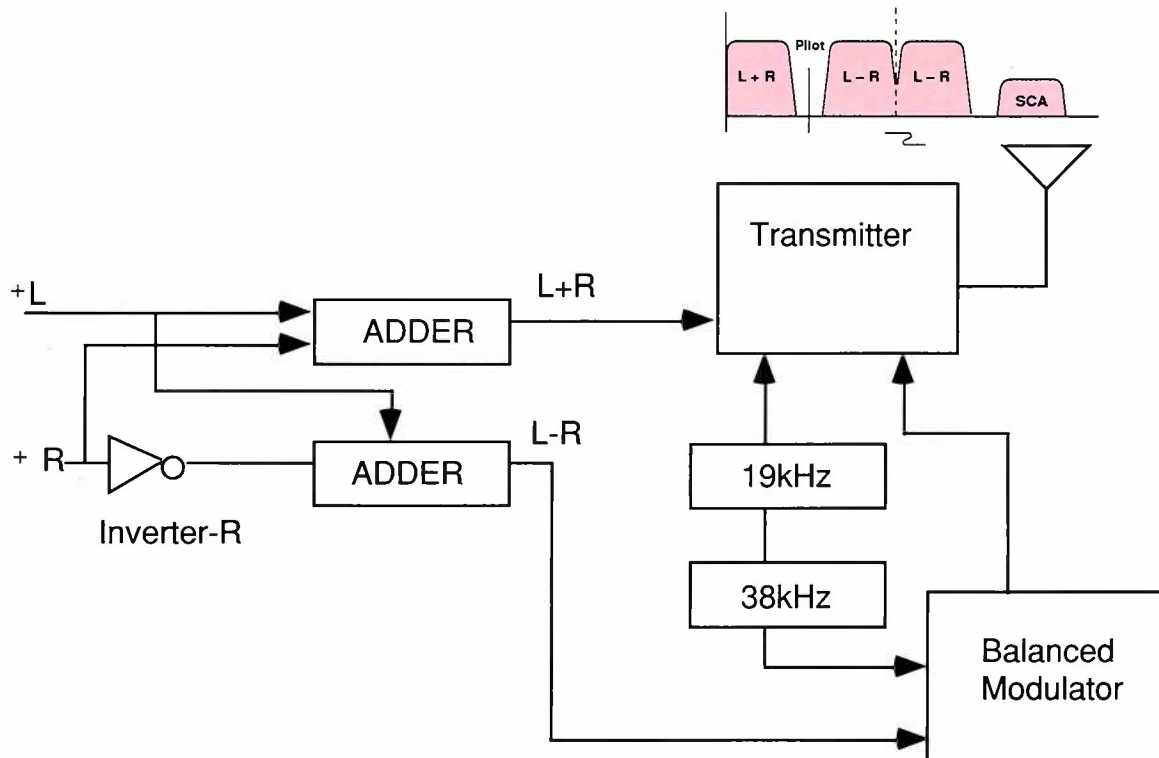 Pilot
L + R
L – R
L – R
SCA
Transmitter
+L
L+R
ADDER
+ R
L-R
ADDER
Inverter-R
19kHz
38kHz
Balanced
Modulator